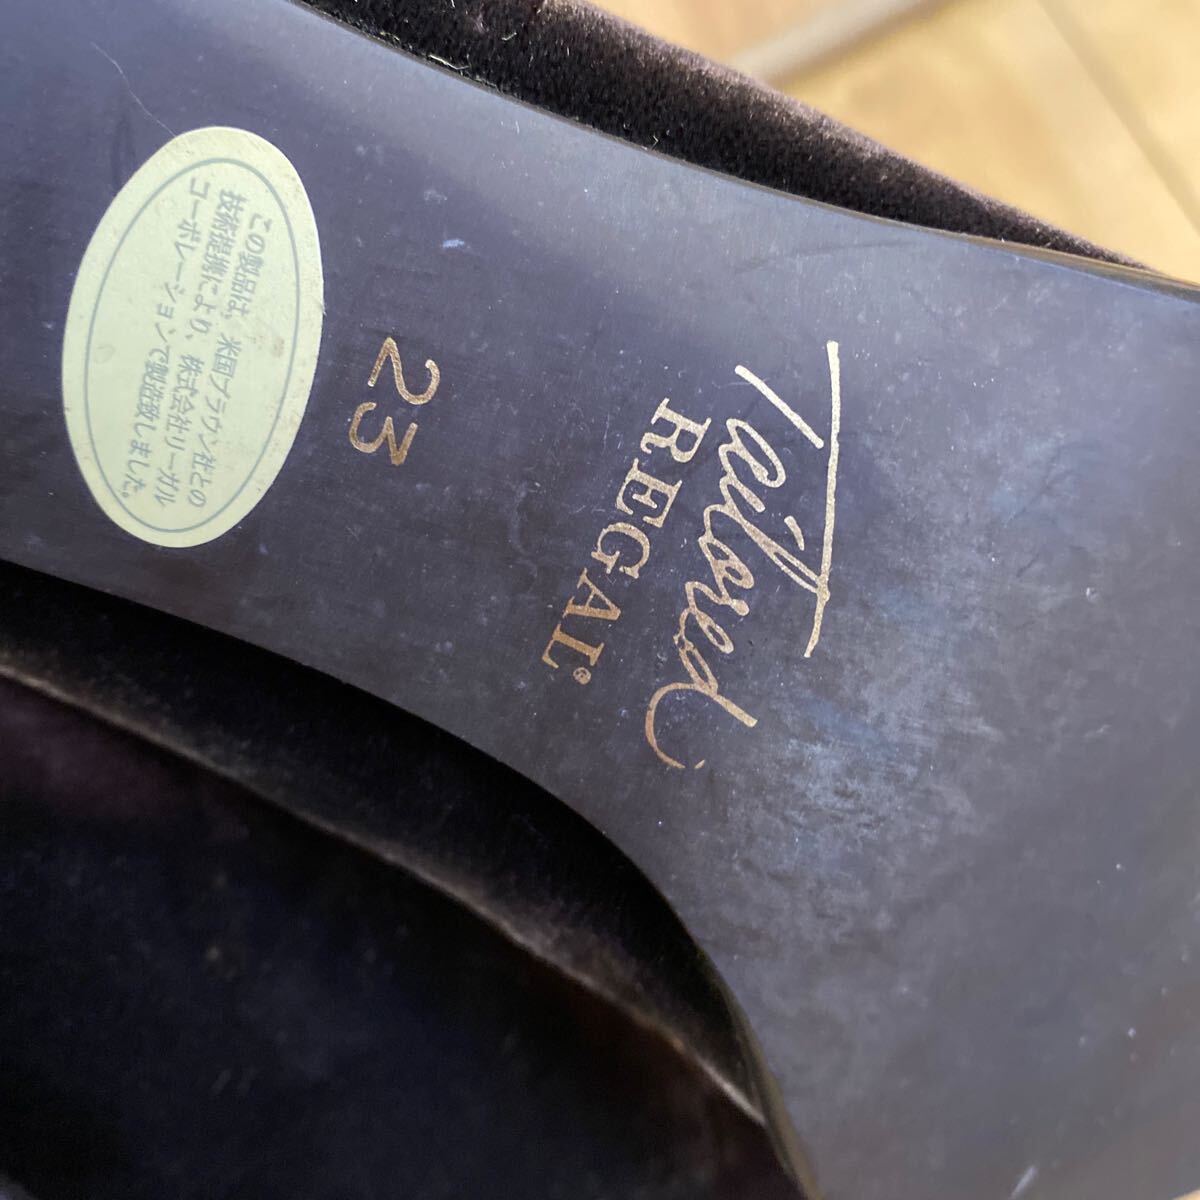 Tailored
REGAL®
23
この製品は、米国ブラウン社との
技術提携により、株式会社リーガル
コーポレーションで製造致しました。